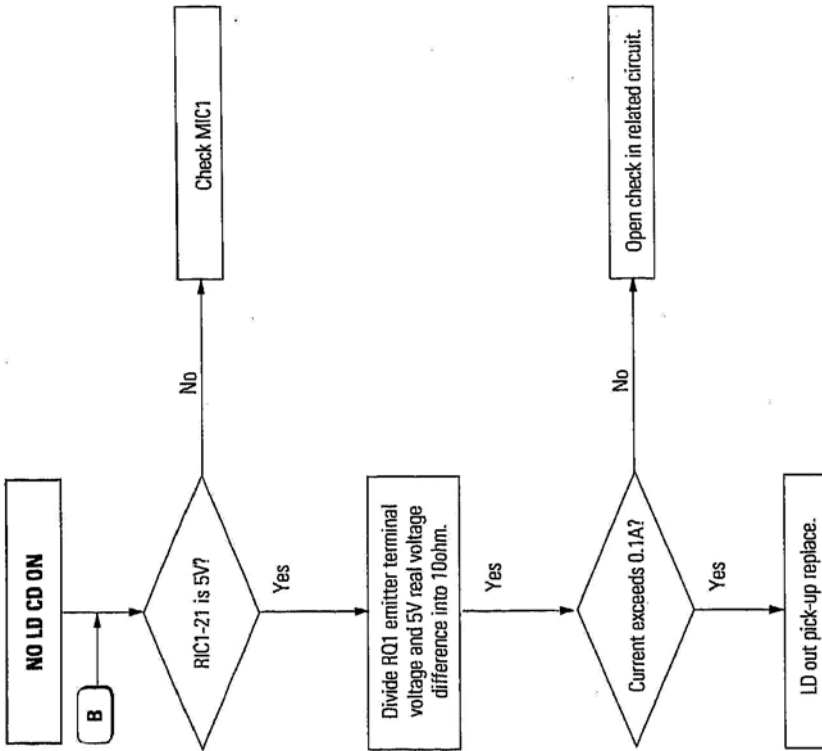 NO LD CD ON
B
RIC1-21 is 5V?
No
Check MIC1
Yes
Divide RQ1 emitter terminal
voltage and 5V real voltage
difference into 10ohm.
Yes
Current exceeds 0.1A?
No
Open check in related circuit.
Yes
LD out pick-up replace.